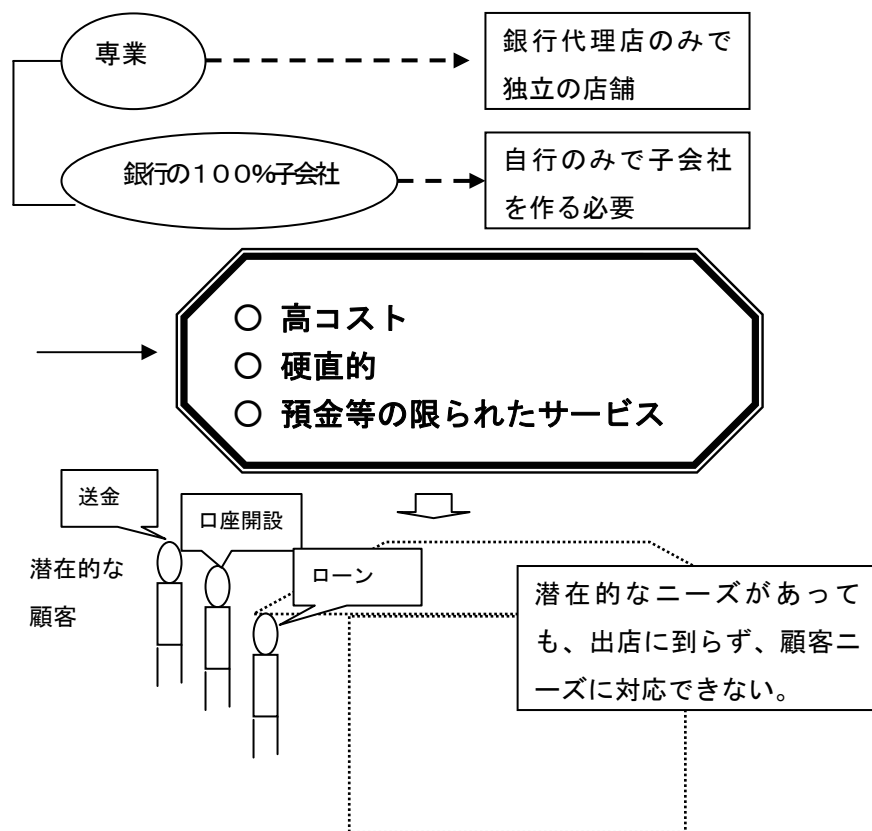 専業
銀行代理店のみで
独立の店舗
銀行の100%子会社
自行のみで子会社
を作る必要
○ 高コスト
○ 硬直的
○ 預金等の限られたサービス
送金
口座開設
ローン
潜在的な
顧客
潜在的なニーズがあって
も、出店に到らず、顧客ニ
ーズに対応できない。